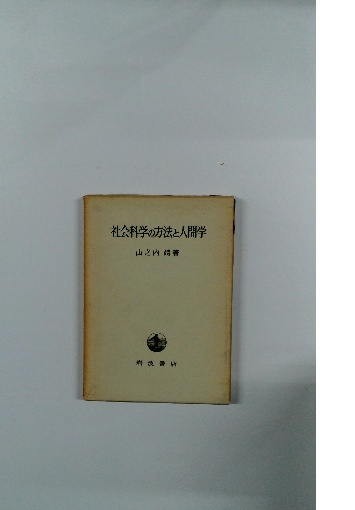 社会科学の方法と人間学
山之内靖著
岩波書店